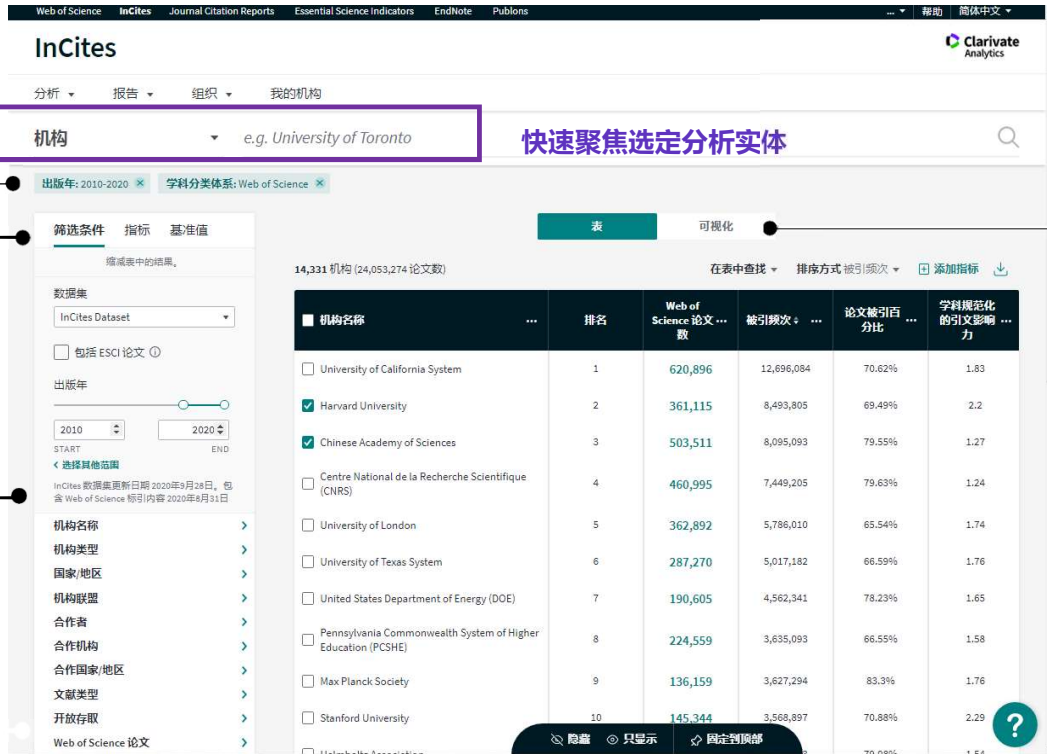 Web of Science InCites Journal Citation Reports Essential Science Indicators EndNote Publons ... 帮助 简体中文
InCites
Clarivate
Analytics
分析 报告 组织 我的机构
机构 e.g. University of Toronto 快速聚焦选定分析实体
出版年: 2010-2020 × 学科分类体系: Web of Science ×
筛选条件 指标 基准值
缩减表中的结果。
数据集
InCites Dataset
包括 ESCI 论文
出版年
2010 2020
START END
< 选择其他范围
InCites 数据集更新日期 2020年9月28日。包
含 Web of Science 标引内容 2020年8月31日
机构名称
机构类型
国家/地区
机构联盟
合作者
合作机构
合作国家/地区
文献类型
开放存取
Web of Science 论文
表 可视化
14,331 机构 (24,053,274 论文数) 在表中查找 排序方式 被引频次 添加指标
机构名称 ... 排名 Web of Science 论文数 ... 被引频次 ... 论文被引百分比 ... 学科规范化的引文影响力 ...
University of California System 1 620,896 12,696,084 70.62% 1.83
Harvard University 2 361,115 8,493,805 69.49% 2.2
Chinese Academy of Sciences 3 503,511 8,095,093 79.55% 1.27
Centre National de la Recherche Scientifique (CNRS) 4 460,995 7,449,205 79.63% 1.24
University of London 5 362,892 5,786,010 65.54% 1.74
University of Texas System 6 287,270 5,017,182 66.59% 1.76
United States Department of Energy (DOE) 7 190,605 4,562,341 78.23% 1.65
Pennsylvania Commonwealth System of Higher Education (PCSHE) 8 224,559 3,635,093 66.55% 1.58
Max Planck Society 9 136,159 3,627,294 83.3% 1.76
Stanford University 10 145,344 3,568,897 70.88% 2.29
隐藏 只显示 固定到顶部
?